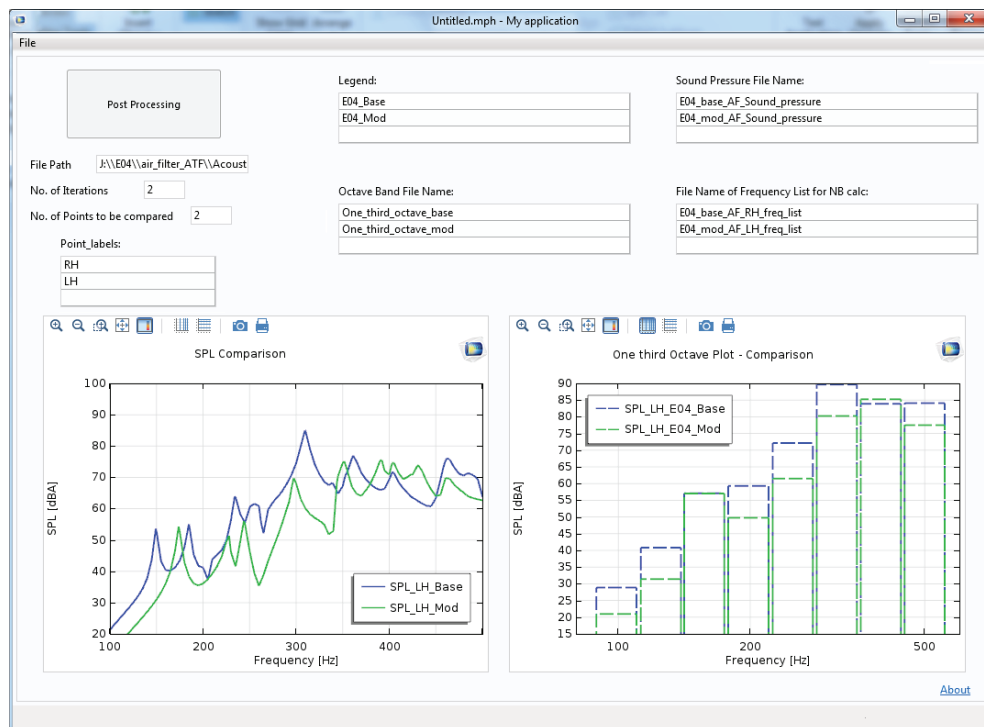 Untitled.mph - My application
File
Post Processing
Legend:
E04_Base
E04_Mod
Sound Pressure File Name:
E04_base_AF_Sound_pressure
E04_mod_AF_Sound_pressure
File Path
J:\\E04\\air_filter_ATF\\Acoust
No. of Iterations
2
No. of Points to be compared
2
Octave Band File Name:
One_third_octave_base
One_third_octave_mod
File Name of Frequency List for NB calc:
E04_base_AF_RH_freq_list
E04_mod_AF_LH_freq_list
Point_labels:
RH
LH
SPL Comparison
SPL [dBA]
100
90
80
70
60
50
40
30
20
100
200
300
400
Frequency [Hz]
SPL_LH_Base
SPL_LH_Mod
One third Octave Plot - Comparison
SPL [dBA]
90
85
80
75
70
65
60
55
50
45
40
35
30
25
20
15
100
200
500
Frequency [Hz]
SPL_LH_E04_Base
SPL_LH_E04_Mod
About